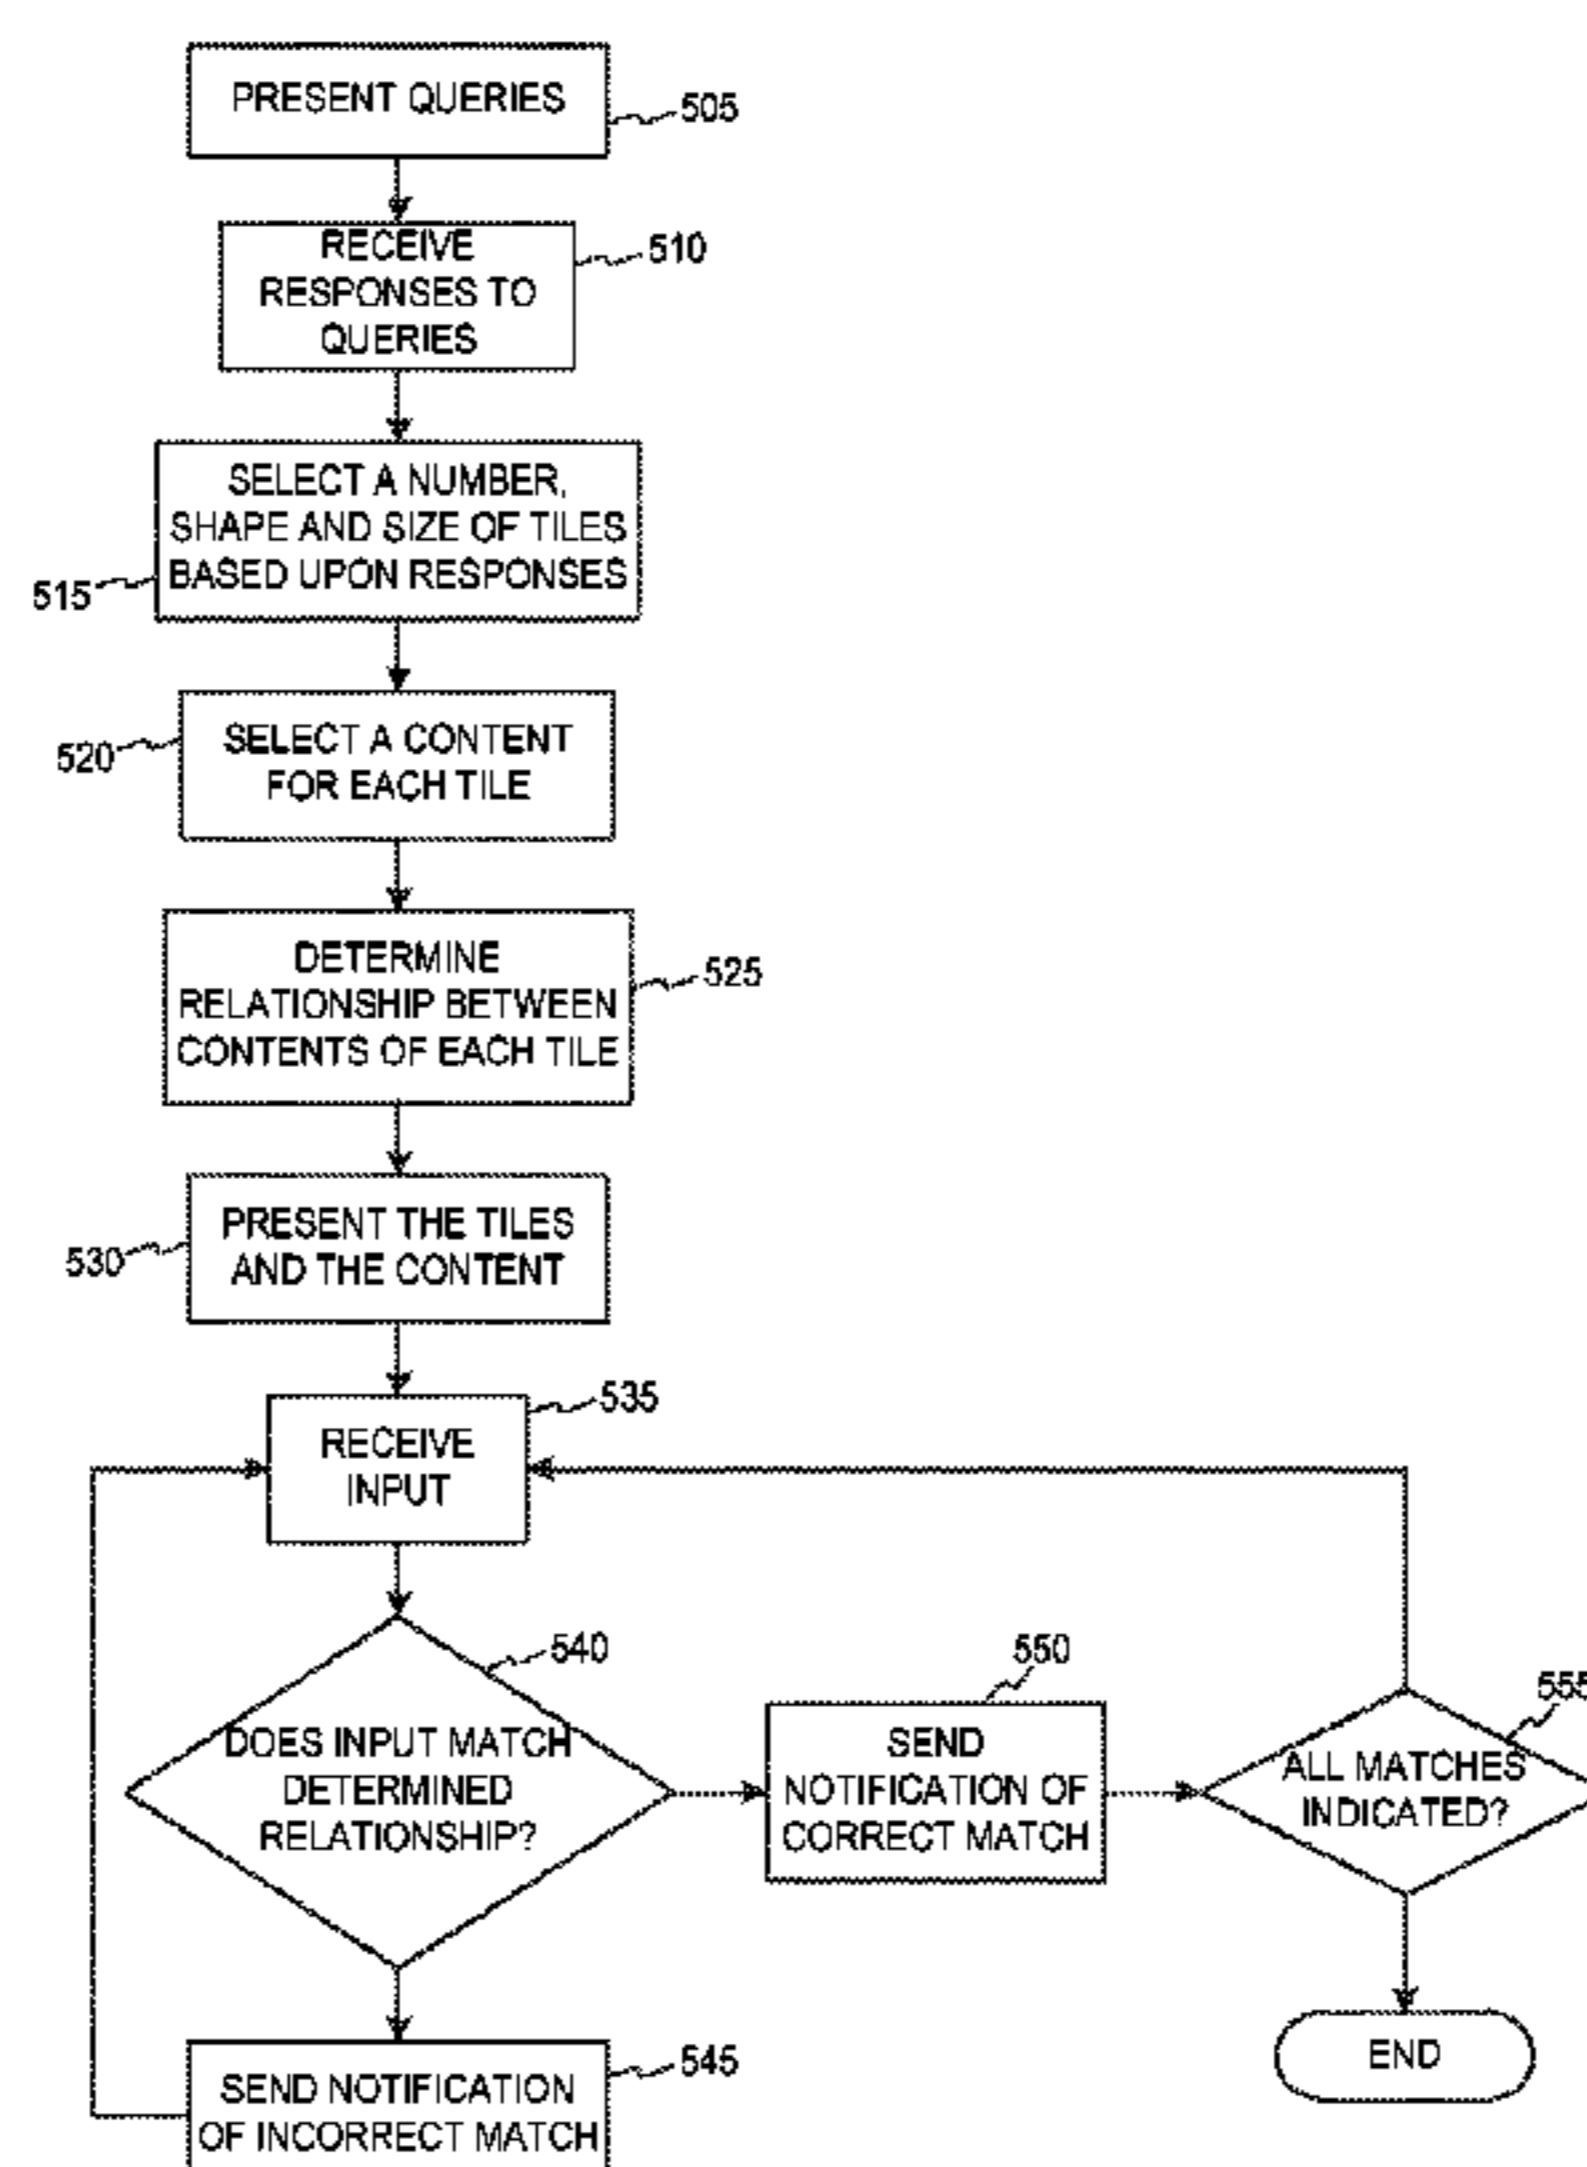 PRESENT QUERIES
505
RECEIVE
RESPONSES TO
QUERIES
510
SELECT A NUMBER,
SHAPE AND SIZE OF TILES
BASED UPON RESPONSES
515
SELECT A CONTENT
FOR EACH TILE
520
DETERMINE
RELATIONSHIP BETWEEN
CONTENTS OF EACH TILE
525
PRESENT THE TILES
AND THE CONTENT
530
RECEIVE
INPUT
535
DOES INPUT MATCH
DETERMINED
RELATIONSHIP?
540
SEND
NOTIFICATION OF
CORRECT MATCH
550
ALL MATCHES
INDICATED?
555
SEND NOTIFICATION
OF INCORRECT MATCH
545
END